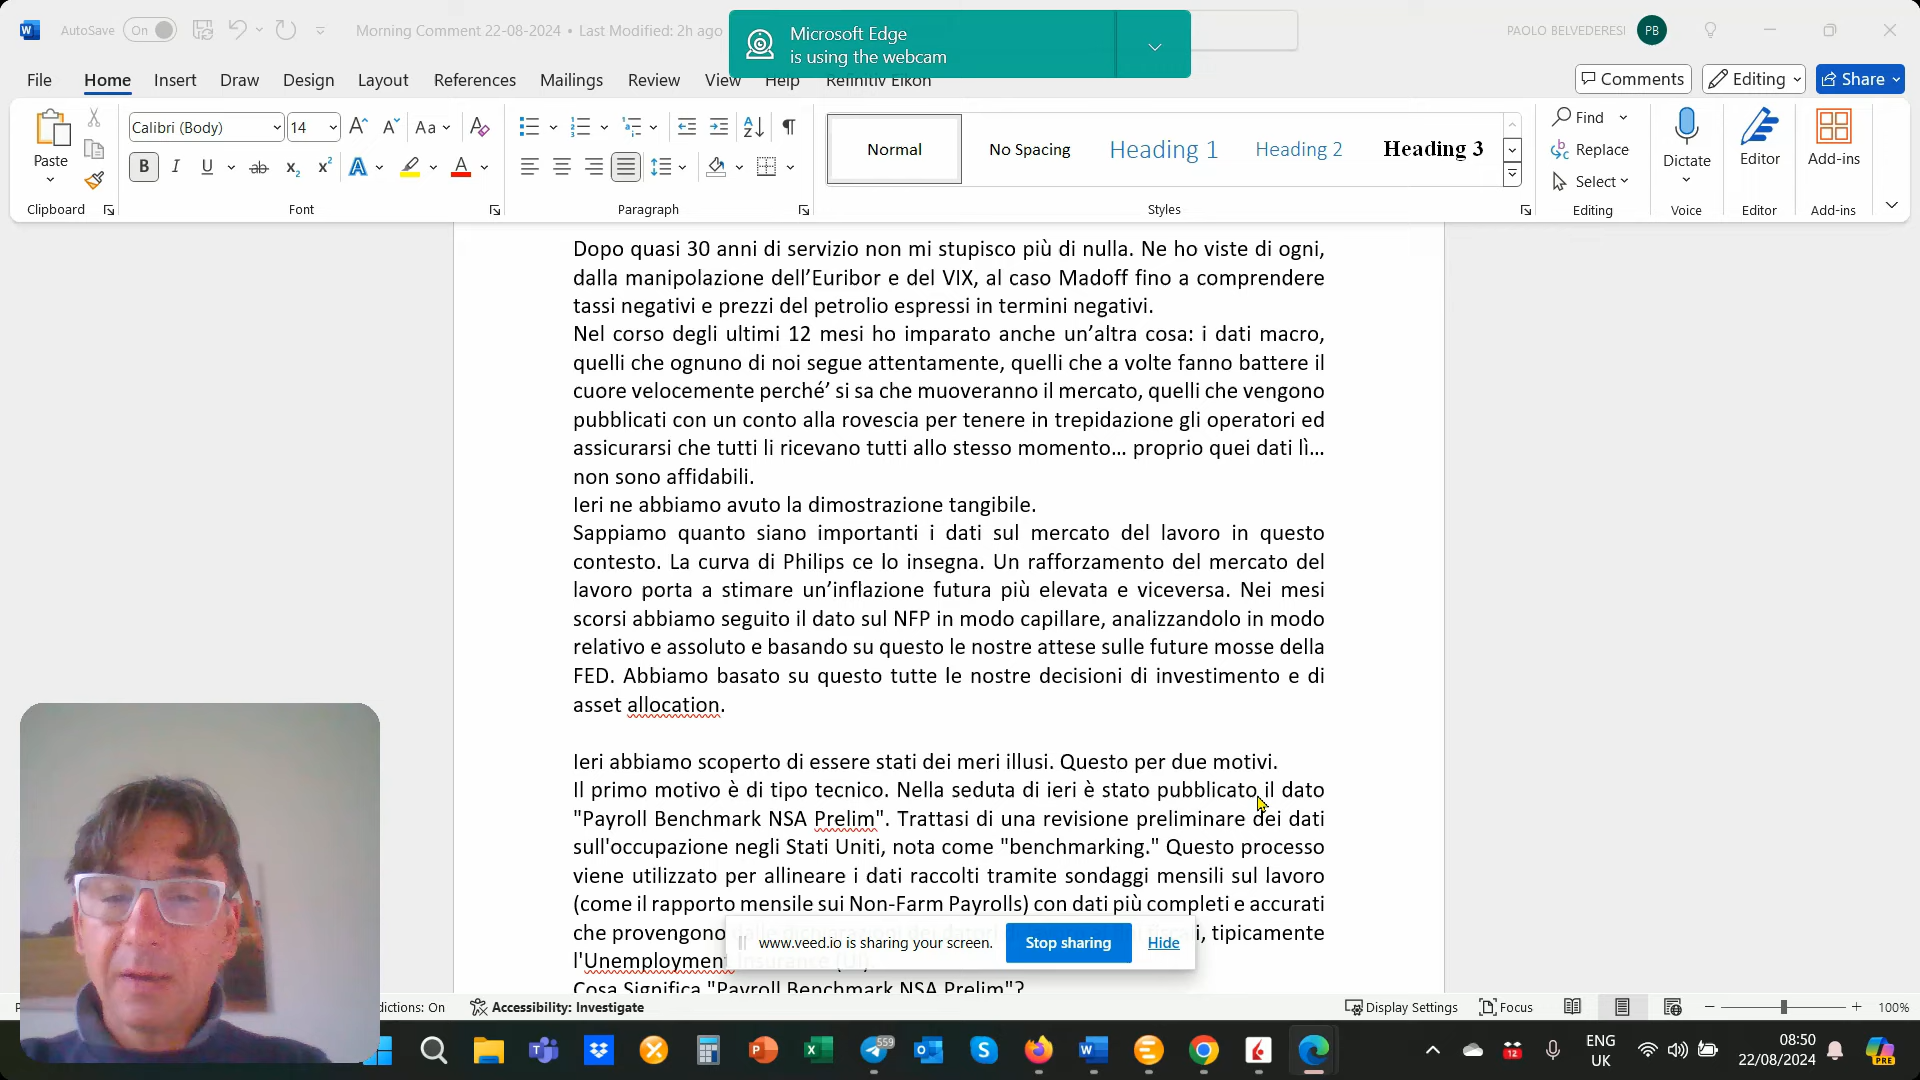 AutoSave
On
Morning Comment 22-08-2024 • Last Modified: 2h ago
Microsoft Edge
is using the webcam
PAOLO BELVEDERESI
PB
File
Home
Insert
Draw
Design
Layout
References
Mailings
Review
View
Help
Refinitiv Eikon
Comments
Editing
Share
Paste
Calibri (Body)
14
Normal
No Spacing
Heading 1
Heading 2
Heading 3
Find
Replace
Select
Dictate
Editor
Add-ins
Clipboard
Font
Paragraph
Styles
Editing
Voice
Editor
Add-ins
Dopo quasi 30 anni di servizio non mi stupisco più di nulla. Ne ho viste di ogni,
dalla manipolazione dell’Euribor e del VIX, al caso Madoff fino a comprendere
tassi negativi e prezzi del petrolio espressi in termini negativi.
Nel corso degli ultimi 12 mesi ho imparato anche un’altra cosa: i dati macro,
quelli che ognuno di noi segue attentamente, quelli che a volte fanno battere il
cuore velocemente perché’ si sa che muoveranno il mercato, quelli che vengono
pubblicati con un conto alla rovescia per tenere in trepidazione gli operatori ed
assicurarsi che tutti li ricevano tutti allo stesso momento… proprio quei dati lì…
non sono affidabili.
Ieri ne abbiamo avuto la dimostrazione tangibile.
Sappiamo quanto siano importanti i dati sul mercato del lavoro in questo
contesto. La curva di Philips ce lo insegna. Un rafforzamento del mercato del
lavoro porta a stimare un’inflazione futura più elevata e viceversa. Nei mesi
scorsi abbiamo seguito il dato sul NFP in modo capillare, analizzandolo in modo
relativo e assoluto e basando su questo le nostre attese sulle future mosse della
FED. Abbiamo basato su questo tutte le nostre decisioni di investimento e di
asset allocation.
Ieri abbiamo scoperto di essere stati dei meri illusi. Questo per due motivi.
Il primo motivo è di tipo tecnico. Nella seduta di ieri è stato pubblicato il dato
"Payroll Benchmark NSA Prelim". Trattasi di una revisione preliminare dei dati
sull'occupazione negli Stati Uniti, nota come "benchmarking." Questo processo
viene utilizzato per allineare i dati raccolti tramite sondaggi mensili sul lavoro
(come il rapporto mensile sui Non-Farm Payrolls) con dati più completi e accurati
che provengono i, tipicamente
l'Unemployment Insurance (UI).
Cosa Significa "Payroll Benchmark NSA Prelim"?
www.veed.io is sharing your screen.
Stop sharing
Hide
dictions: On
Accessibility: Investigate
Display Settings
Focus
100%
559
12
ENG
UK
08:50
22/08/2024
PRE